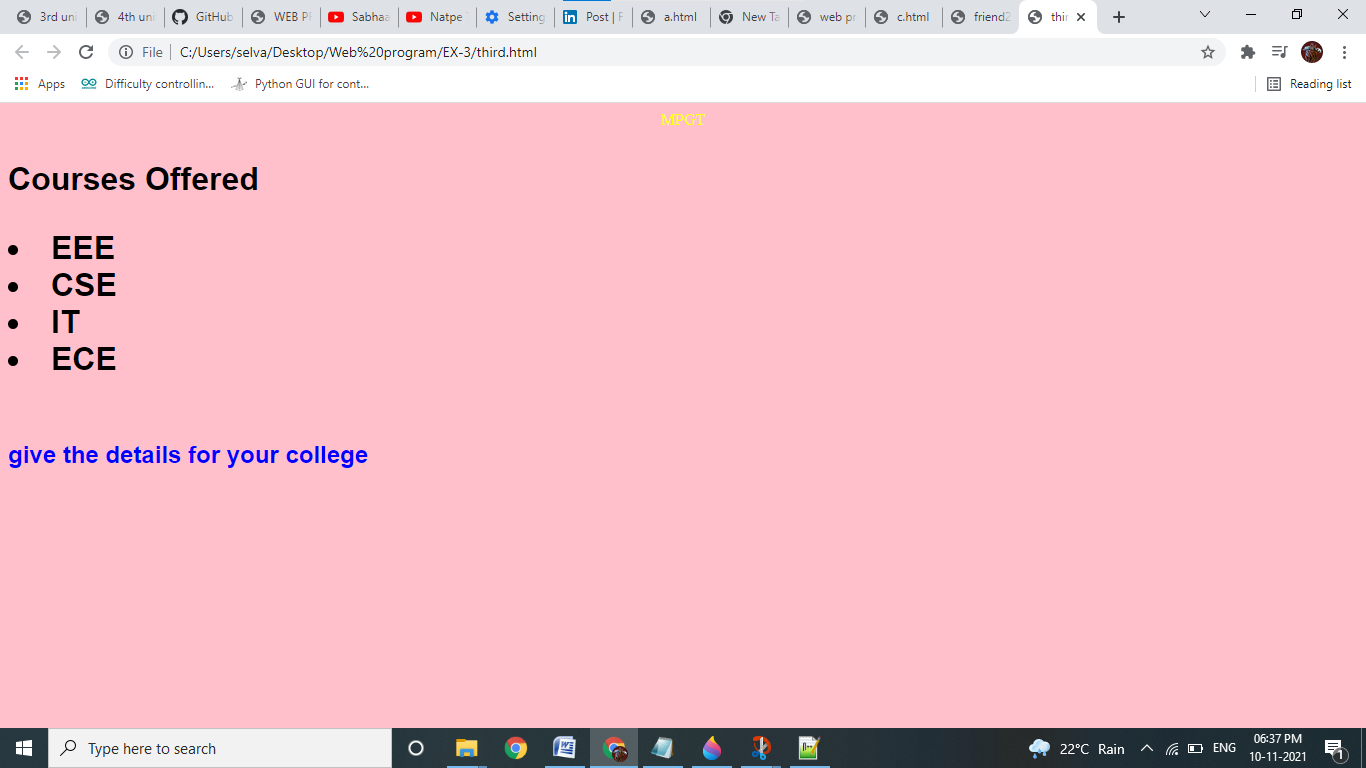 3rd uni
4th uni
GitHub
WEB
Sabhaa
Natpe
Setting
Post |
a.html
New Ta
web pr
c.html
friend2
thir
File
C:/Users/selva/Desktop/Web%20program/EX-3/third.html
Apps
Difficulty controllin...
Python GUI for cont...
Reading list
MPGT
Courses Offered
• EEE
• CSE
• IT
• ECE
give the details for your college
Type here to search
22°C Rain
ENG
06:37 PM
10-11-2021
1